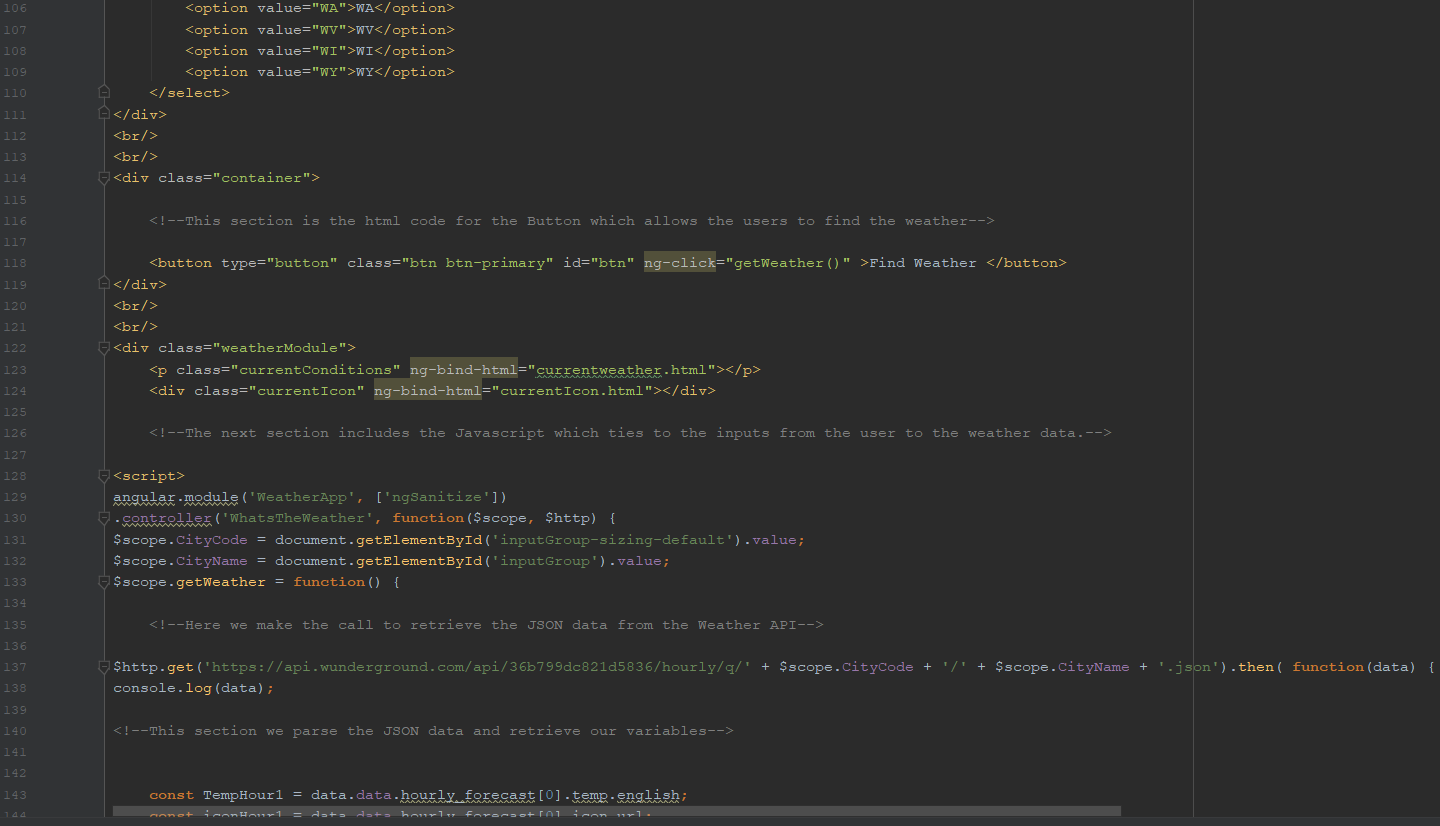 106 <option value="WA">WA</option>
107 <option value="WV">WV</option>
108 <option value="WI">WI</option>
109 <option value="WY">WY</option>
110 </select>
111 </div>
112 <br/>
113 <br/>
114 <div class="container">
115
116 <!--This section is the html code for the Button which allows the users to find the weather-->
117
118 <button type="button" class="btn btn-primary" id="btn" ng-click="getWeather()" >Find Weather </button>
119 </div>
120 <br/>
121 <br/>
122 <div class="weatherModule">
123 <p class="currentConditions" ng-bind-html="currentweather.html"></p>
124 <div class="currentIcon" ng-bind-html="currentIcon.html"></div>
125
126 <!--The next section includes the Javascript which ties to the inputs from the user to the weather data.-->
127
128 <script>
129 angular.module('WeatherApp', ['ngSanitize'])
130 .controller('WhatsTheWeather', function($scope, $http) {
131 $scope.CityCode = document.getElementById('inputGroup-sizing-default').value;
132 $scope.CityName = document.getElementById('inputGroup').value;
133 $scope.getWeather = function() {
134
135 <!--Here we make the call to retrieve the JSON data from the Weather API-->
136
137 $http.get('https://api.wunderground.com/api/36b799dc821d5836/hourly/q/' + $scope.CityCode + '/' + $scope.CityName + '.json').then( function(data) {
138 console.log(data);
139
140 <!--This section we parse the JSON data and retrieve our variables-->
141
142
143 const TempHour1 = data.data.hourly_forecast[0].temp.english;
144 const iconHour1 = data.data.hourly_forecast[0].icon_url;